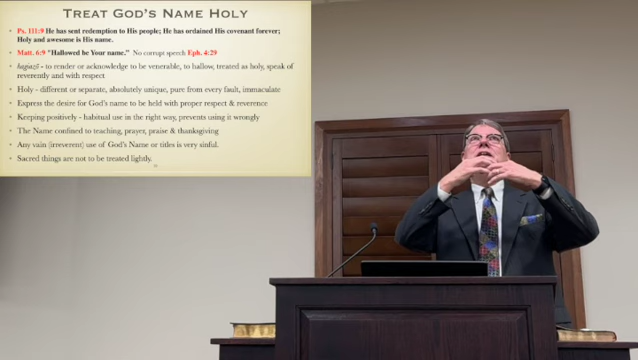 Treat God's Name Holy
• Ps. 111:9 He has sent redemption to His people; He has ordained His covenant forever;
Holy and awesome is His name.
• Matt. 6:9 "Hallowed be Your name." No corrupt speech Eph. 4:29
• hagiazō - to render or acknowledge to be venerable, to hallow, treated as holy, speak of
reverently and with respect
• Holy - different or separate, absolutely unique, pure from every fault, immaculate
• Express the desire for God's name to be held with proper respect & reverence
• Keeping positively - habitual use in the right way, prevents using it wrongly
• The Name confined to teaching, prayer, praise & thanksgiving
• Any vain (irreverent) use of God's Name or titles is very sinful.
• Sacred things are not to be treated lightly.